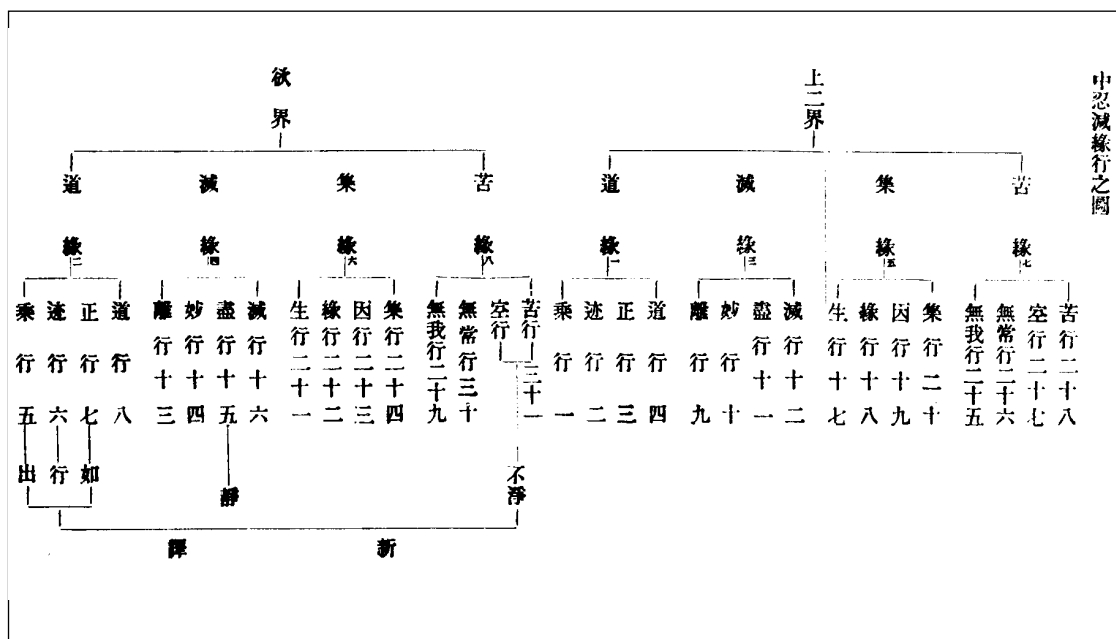 中忍減緣行之圖
上二界
苦
集
滅
道
緣七
緣五
緣三
緣一
苦行二十八
空行二十七
無常行二十六
無我行二十五
集行二十
因行十九
緣行十八
生行十七
滅行十二
盡行十一
妙行十
離行九
道行四
正行三
迹行二
乘行一
欲界
苦
集
滅
道
緣八
緣六
緣四
緣二
苦行三十一
空行
無常行三十
無我行二十九
集行二十四
因行二十三
緣行二十二
生行二十一
滅行十六
盡行十五
妙行十四
離行十三
道行八
正行七
迹行六
乘行五
不淨
靜
如
行
出
新譯